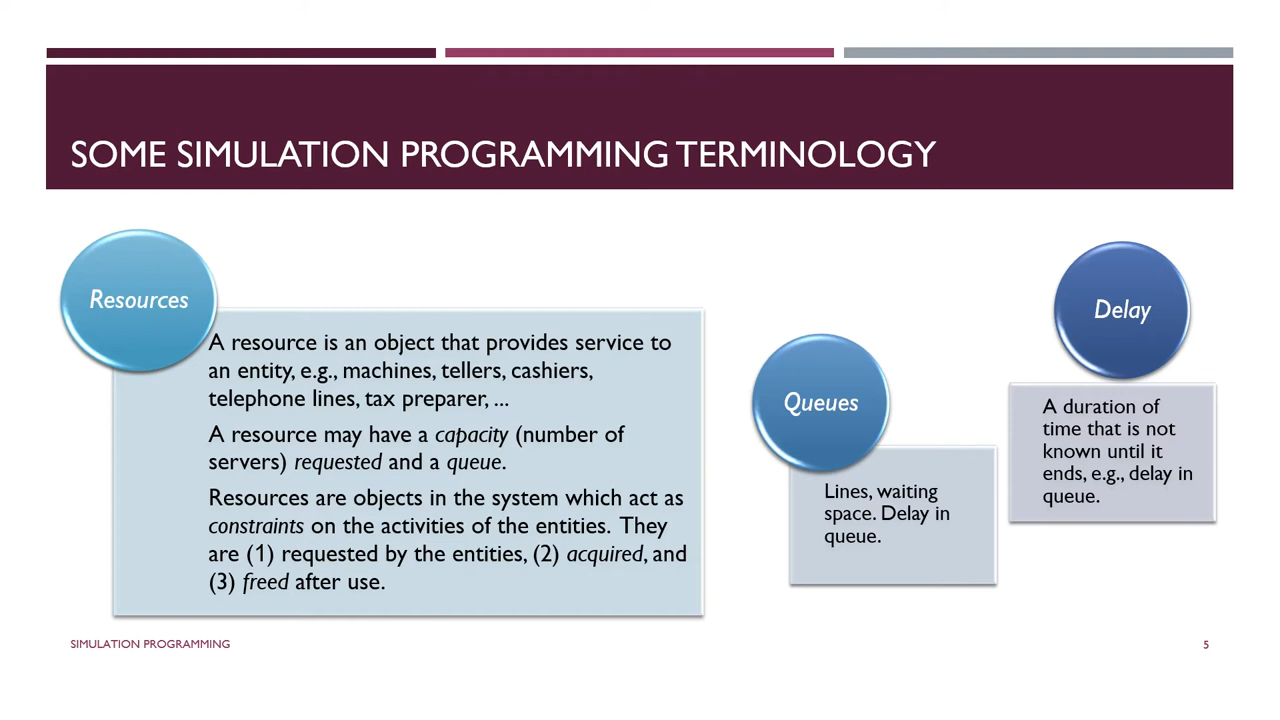 SOME SIMULATION PROGRAMMING TERMINOLOGY
Resources
A resource is an object that provides service to
an entity, e.g., machines, tellers, cashiers,
telephone lines, tax preparer, ...
A resource may have a capacity (number of
servers) requested and a queue.
Resources are objects in the system which act as
constraints on the activities of the entities. They
are (1) requested by the entities, (2) acquired, and
(3) freed after use.
Queues
Lines, waiting
space. Delay in
queue.
Delay
A duration of
time that is not
known until it
ends, e.g., delay in
queue.
SIMULATION PROGRAMMING
5